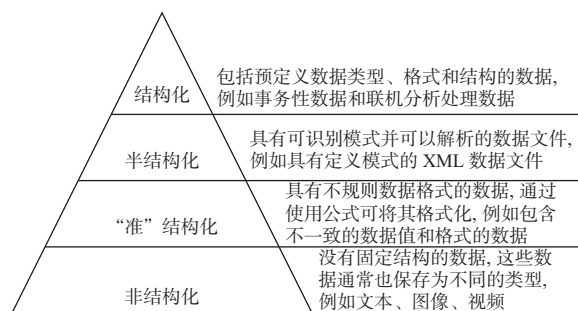 结构化
包括预定义数据类型、格式和结构的数据,
例如事务性数据和联机分析处理数据
半结构化
具有可识别模式并可以解析的数据文件,
例如具有定义模式的 XML 数据文件
“准”结构化
具有不规则数据格式的数据, 通过
使用公式可将其格式化, 例如包含
不一致的数据值和格式的数据
非结构化
没有固定结构的数据, 这些数
据通常也保存为不同的类型,
例如文本、图像、视频